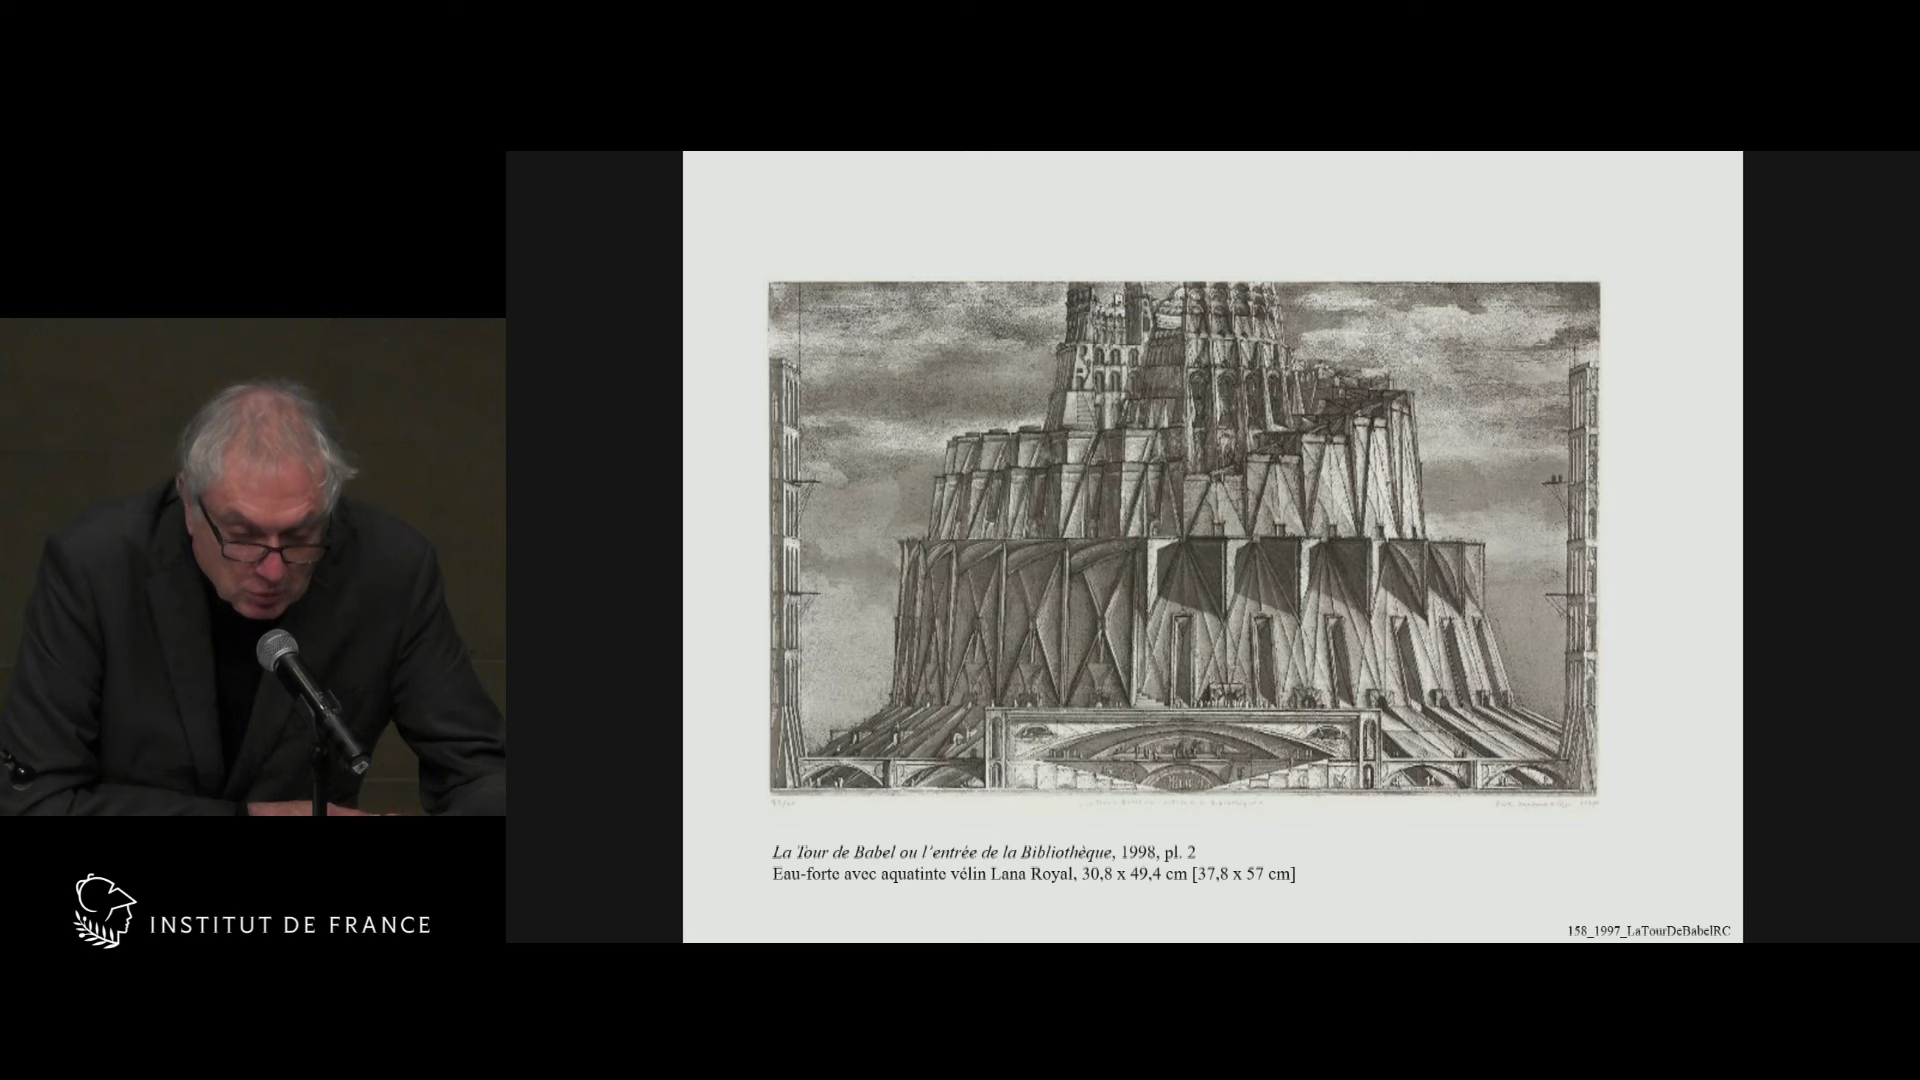 La Tour de Babel ou l'entrée de la Bibliothèque, 1998, pl. 2
Eau-forte avec aquatinte vélin Lana Royal, 30,8 x 49,4 cm [37,8 x 57 cm]
158_1997_LaTourDeBabelRC
INSTITUT DE FRANCE